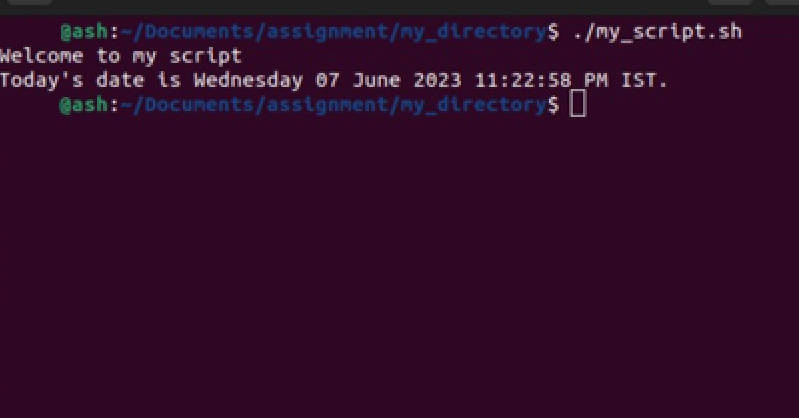 @ash:~/Documents/assignment/my_directory$ ./my_script.sh
Welcome to my script
Today's date is Wednesday 07 June 2023 11:22:58 PM IST.
@ash:~/Documents/assignment/my_directory$